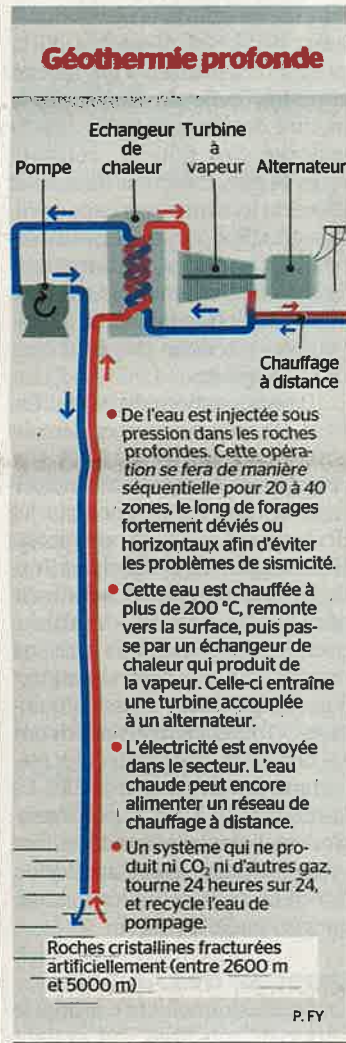 Géothermie profonde
Echangeur de chaleur
Turbine à vapeur
Pompe
Alternateur
Chauffage
à distance
• De l'eau est injectée sous
pression dans les roches
profondes. Cette opéra-
tion se fera de manière
séquentielle pour 20 à 40
zones, le long de forages
fortement déviés ou
horizontaux afin d'éviter
les problèmes de sismicité.
• Cette eau est chauffée à
plus de 200 °C, remonte
vers la surface, puis pas-
se par un échangeur de
chaleur qui produit de
la vapeur. Celle-ci entraîne
une turbine accouplée
à un alternateur.
• L'électricité est envoyée
dans le secteur. L'eau
chaude peut encore
alimenter un réseau de
chauffage à distance.
• Un système qui ne pro-
duit ni CO₂ ni d'autres gaz,
tourne 24 heures sur 24,
et recycle l'eau de
pompage.
Roches cristallines fracturées
artificiellement (entre 2600 m
et 5000 m)
P. FY